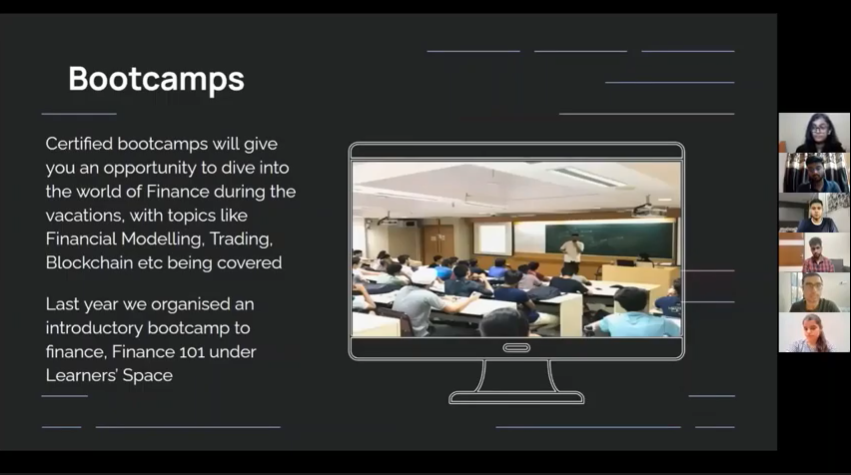 Bootcamps
Certified bootcamps will give
you an opportunity to dive into
the world of Finance during the
vacations, with topics like
Financial Modelling, Trading,
Blockchain etc being covered
Last year we organised an
introductory bootcamp to
finance, Finance 101 under
Learners' Space